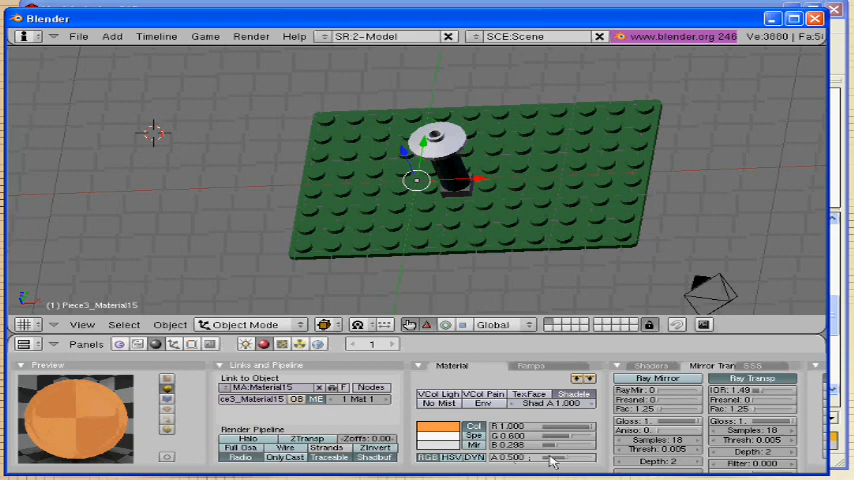 Blender
File Add Timeline Game Render Help SR:2-Model SCE:Scene www.blender.org 246 Ve:3880 | Fa:5
(1) Piece3_Material15
View Select Object Object Mode Global
Panels 1
Preview Links and Pipeline Material Ramps Shaders Mirror Tran SSS
Link to Object
MA:Material15 F Nodes
ce3_Material15 OB ME 1 Mat 1
Render Pipeline
Halo ZTransp -Zoffs: 0.00-
Full Osa Wire Strands ZInvert
Radio OnlyCast Traceable Shadbuf
VCol Ligh VCol Pain TexFace Shadele
No Mist Env Shad A 1.000
Col R 1.000
Spe G 0.600
Mir B 0.298
RGB HSV DYN A 0.500
Ray Mirror Ray Transp
RayMir: 0 IOR: 1.49
Fresnel: 0 Fresnel: 0
Fac: 1.25 Fac: 1.25
Gloss: 1. Gloss: 1.
Aniso: 0. Samples: 18
Samples: 18 Thresh: 0.005
Thresh: 0.005 Depth: 2
Depth: 2 Filter: 0.000